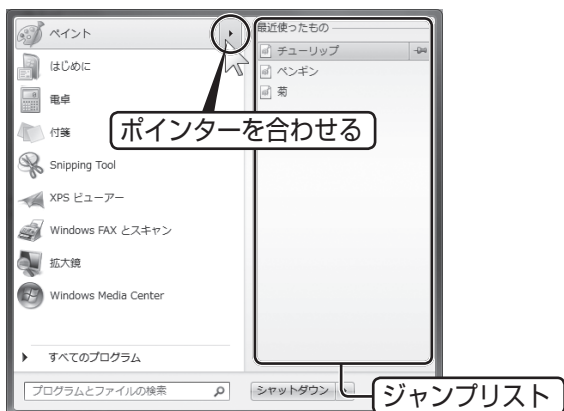 ペイント
はじめに
電卓
付箋
Snipping Tool
XPS ビューアー
Windows FAX とスキャン
拡大鏡
Windows Media Center
すべてのプログラム
プログラムとファイルの検索
最近使ったもの
チューリップ
ペンギン
菊
シャットダウン
ポインターを合わせる
ジャンプリスト